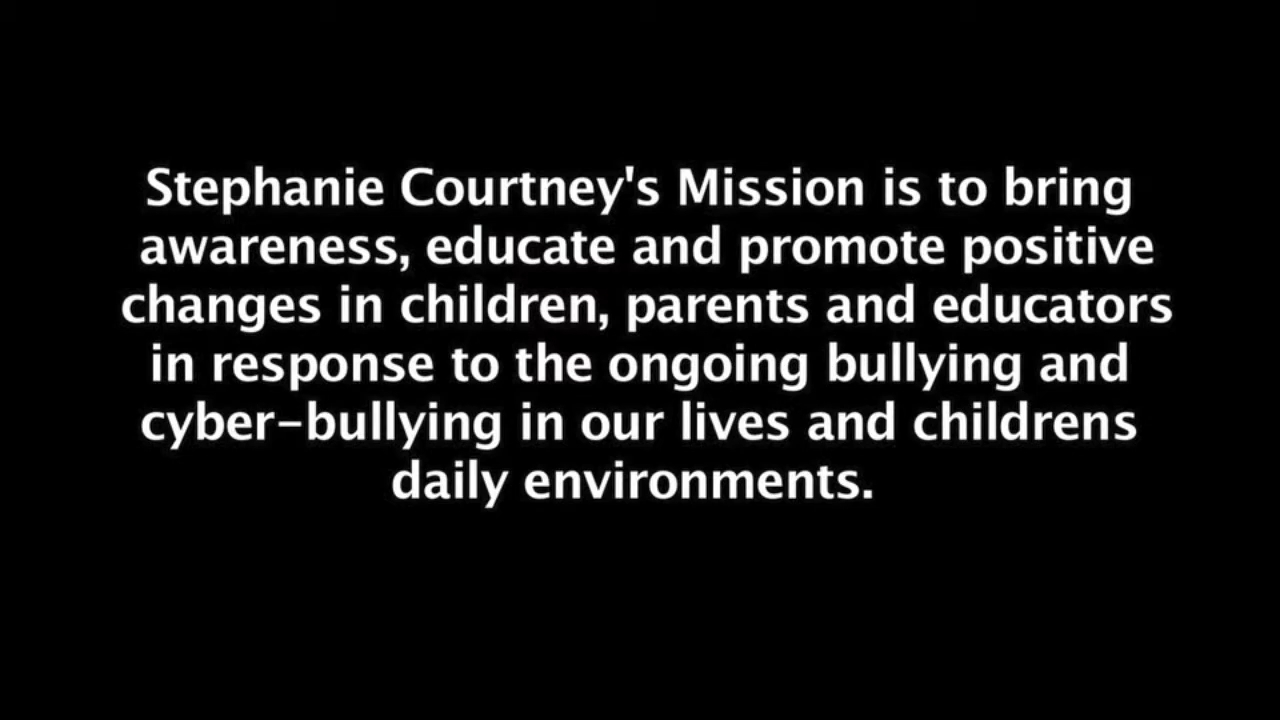 Stephanie Courtney's Mission is to bring
awareness, educate and promote positive
changes in children, parents and educators
in response to the ongoing bullying and
cyber-bullying in our lives and childrens
daily environments.